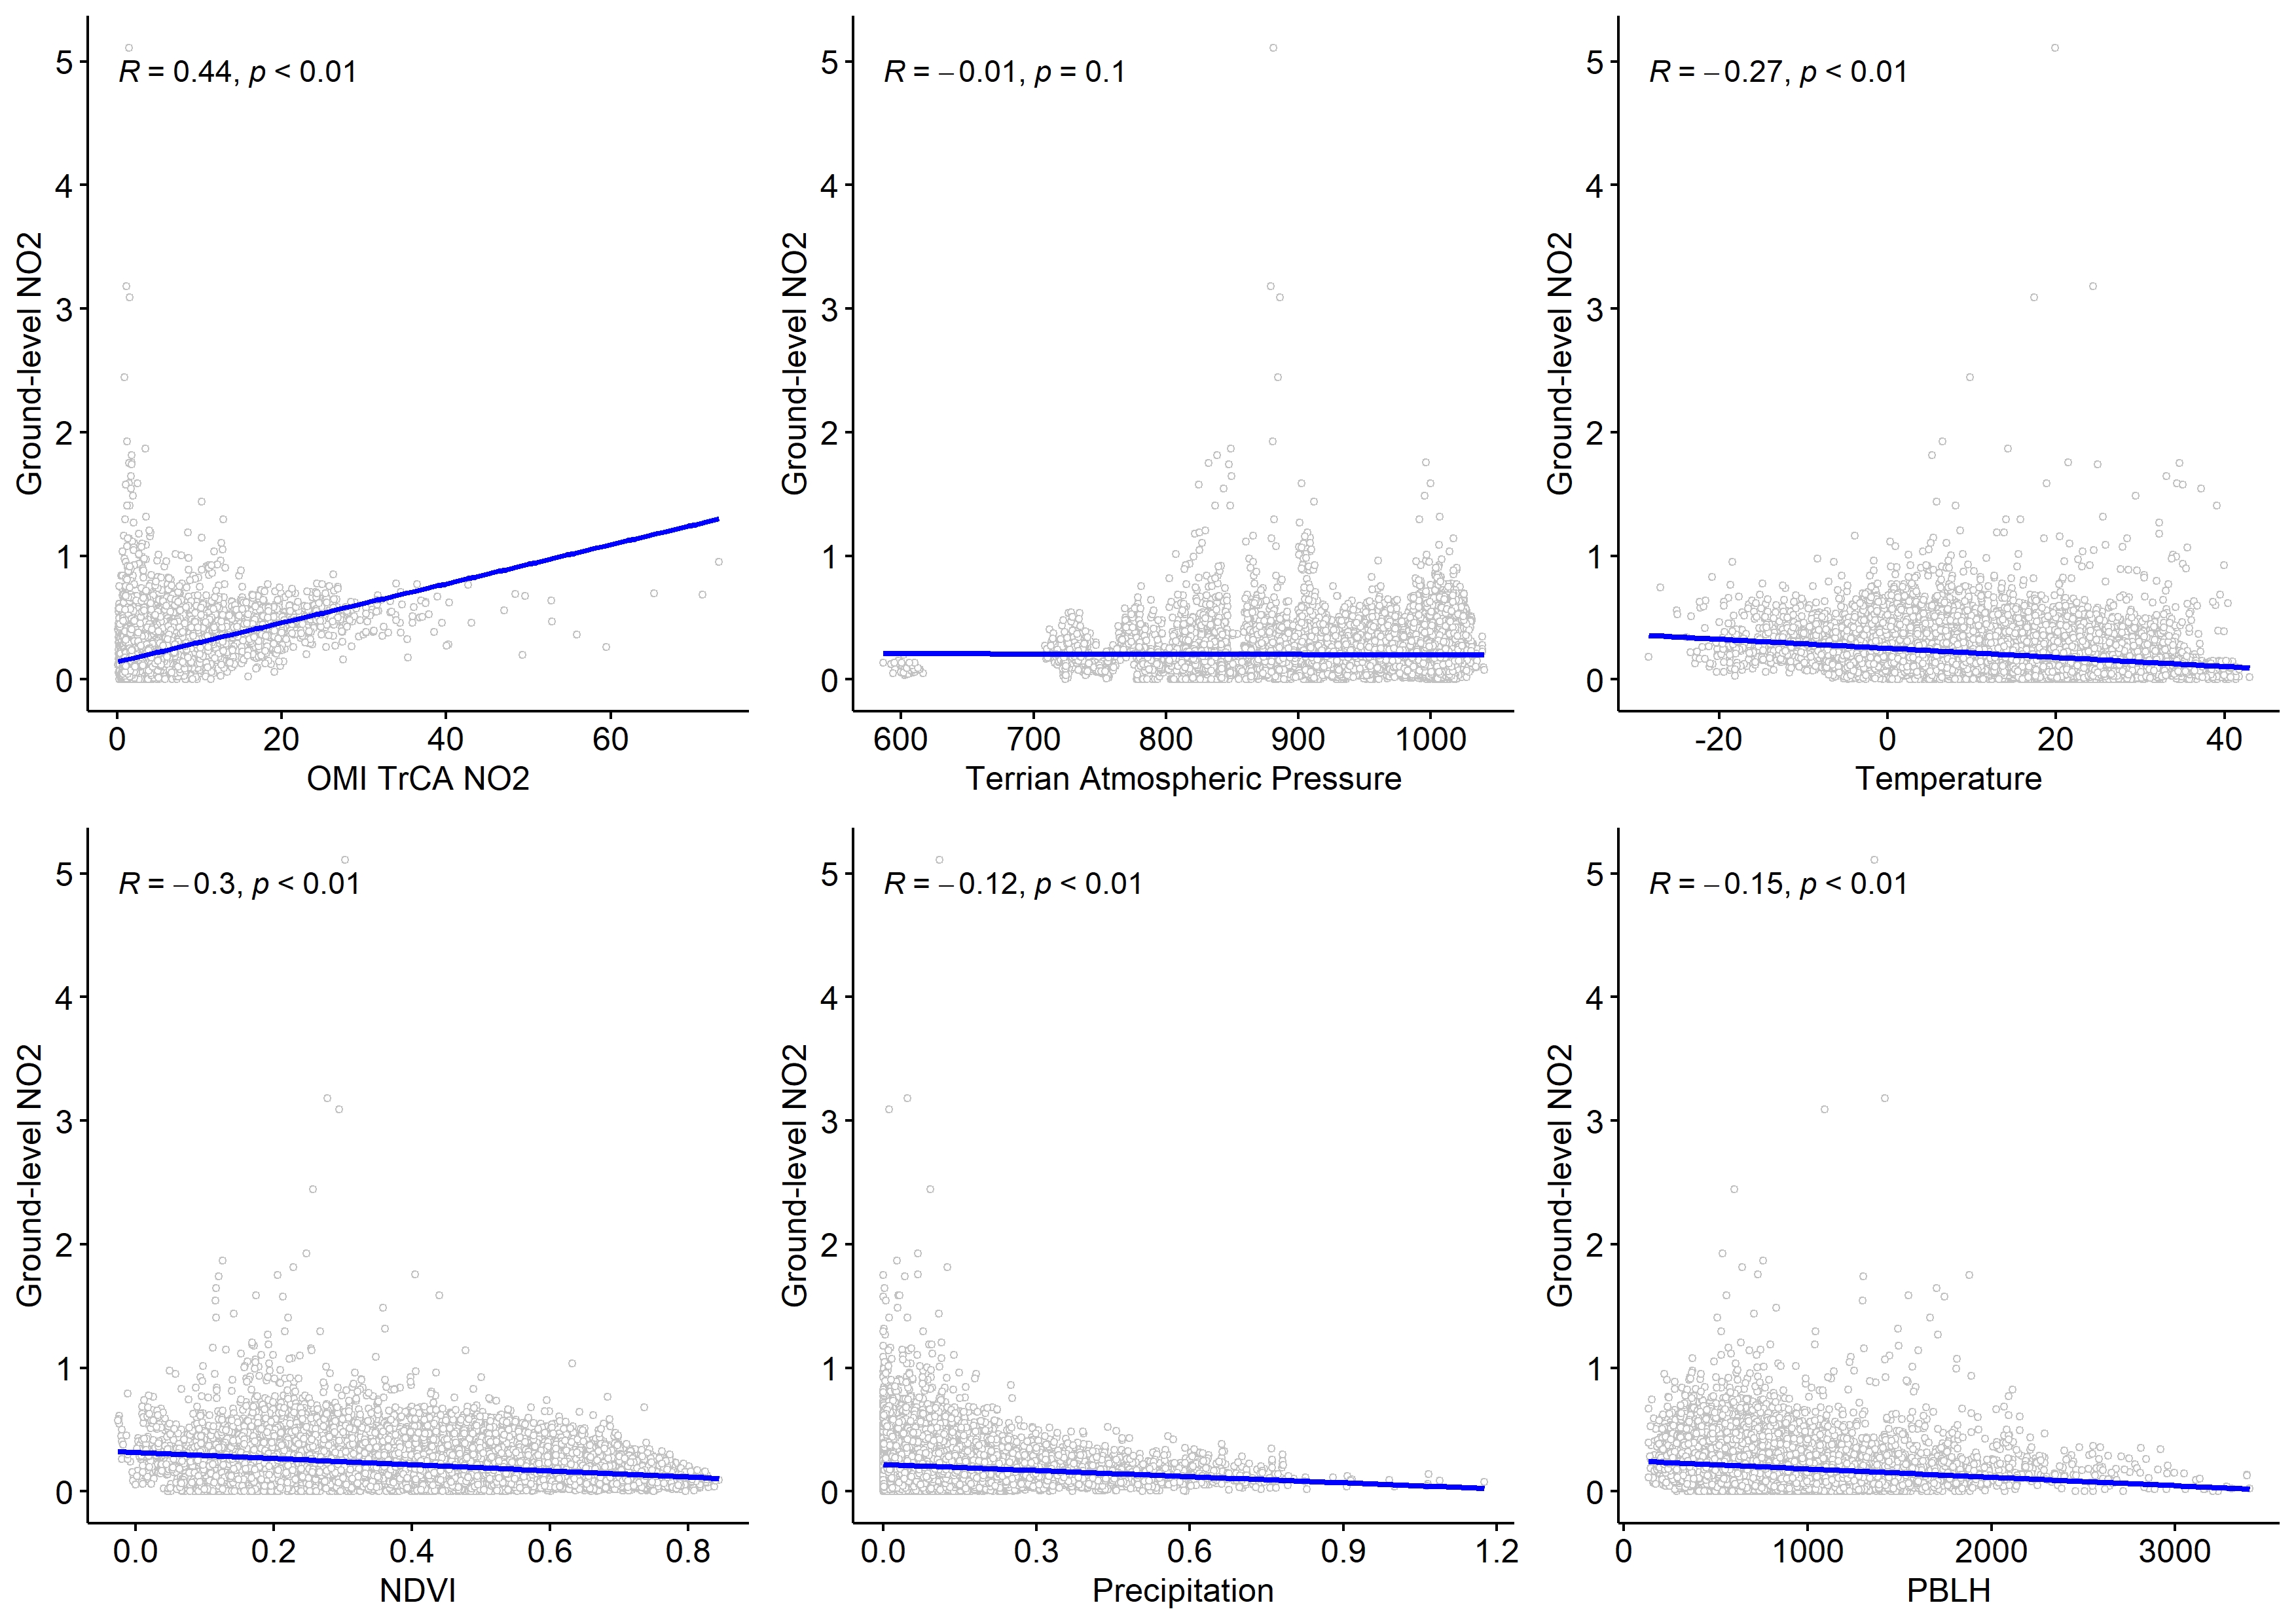 R = 0.44, p < 0.01
5
4
3
2
1
0
Ground-level NO2
0 20 40 60
OMI TrCA NO2
R = −0.01, p = 0.1
5
4
3
2
1
0
Ground-level NO2
600 700 800 900 1000
Terrian Atmospheric Pressure
R = −0.27, p < 0.01
5
4
3
2
1
0
Ground-level NO2
-20 0 20 40
Temperature
R = −0.3, p < 0.01
5
4
3
2
1
0
Ground-level NO2
0.0 0.2 0.4 0.6 0.8
NDVI
R = −0.12, p < 0.01
5
4
3
2
1
0
Ground-level NO2
0.0 0.3 0.6 0.9 1.2
Precipitation
R = −0.15, p < 0.01
5
4
3
2
1
0
Ground-level NO2
0 1000 2000 3000
PBLH